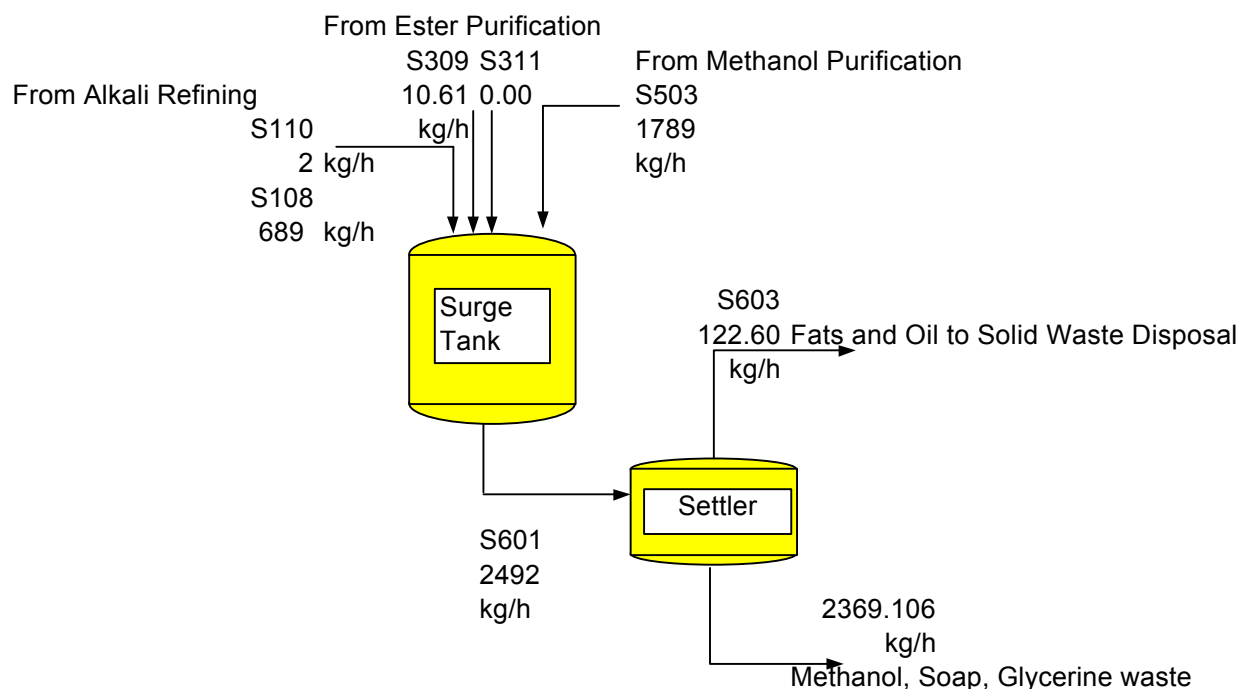 From Ester Purification
S309 S311
From Methanol Purification
From Alkali Refining
10.61 0.00
S503
S110
kg/h
1789
2 kg/h
kg/h
S108
689 kg/h
Surge
Tank
S603
122.60 Fats and Oil to Solid Waste Disposal
kg/h
Settler
S601
2492
kg/h
2369.106
kg/h
Methanol, Soap, Glycerine waste